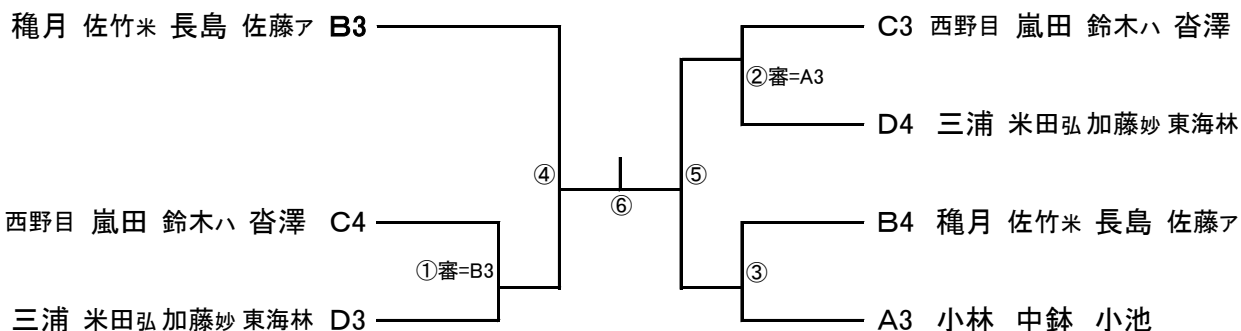 穐月 佐竹米 長島 佐藤ア B3
C3 西野目 嵐田 鈴木ハ 沓澤
②審=A3
D4 三浦 米田弘 加藤妙 東海林
④
⑤
⑥
西野目 嵐田 鈴木ハ 沓澤 C4
B4 穐月 佐竹米 長島 佐藤ア
①審=B3
③
三浦 米田弘 加藤妙 東海林 D3
A3 小林 中鉢 小池